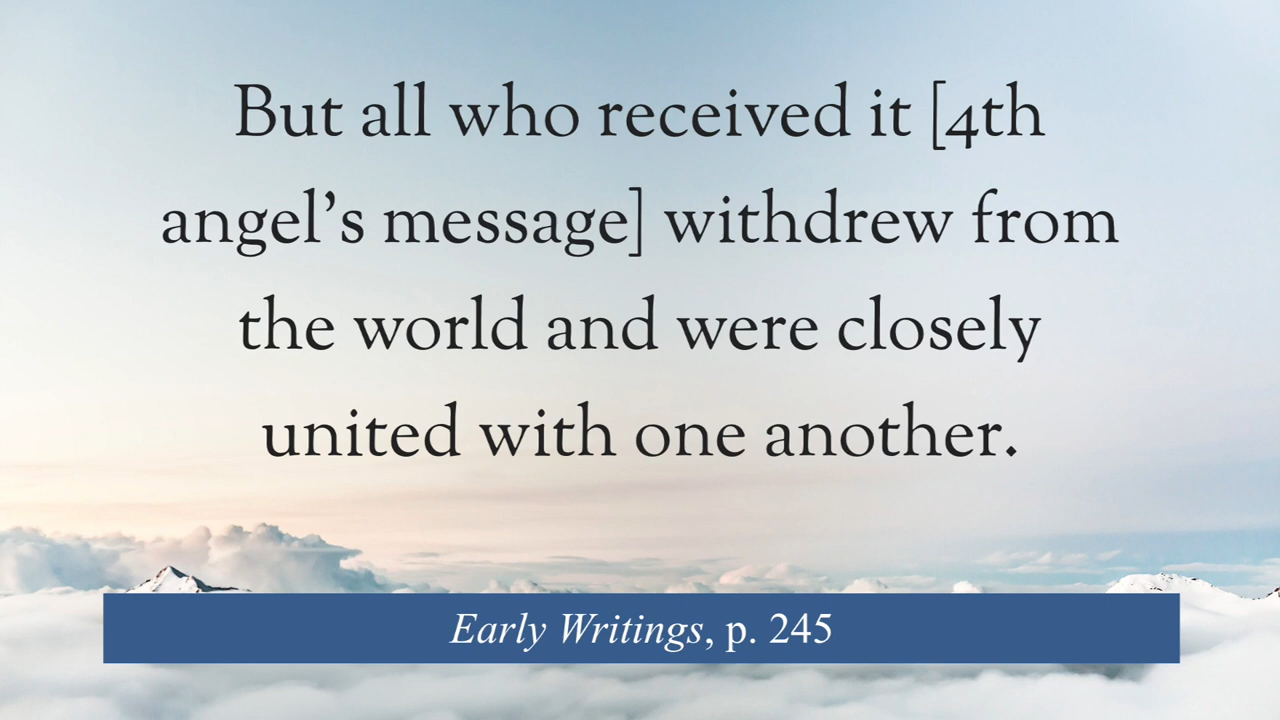 But all who received it [4th
angel’s message] withdrew from
the world and were closely
united with one another.
Early Writings, p. 245